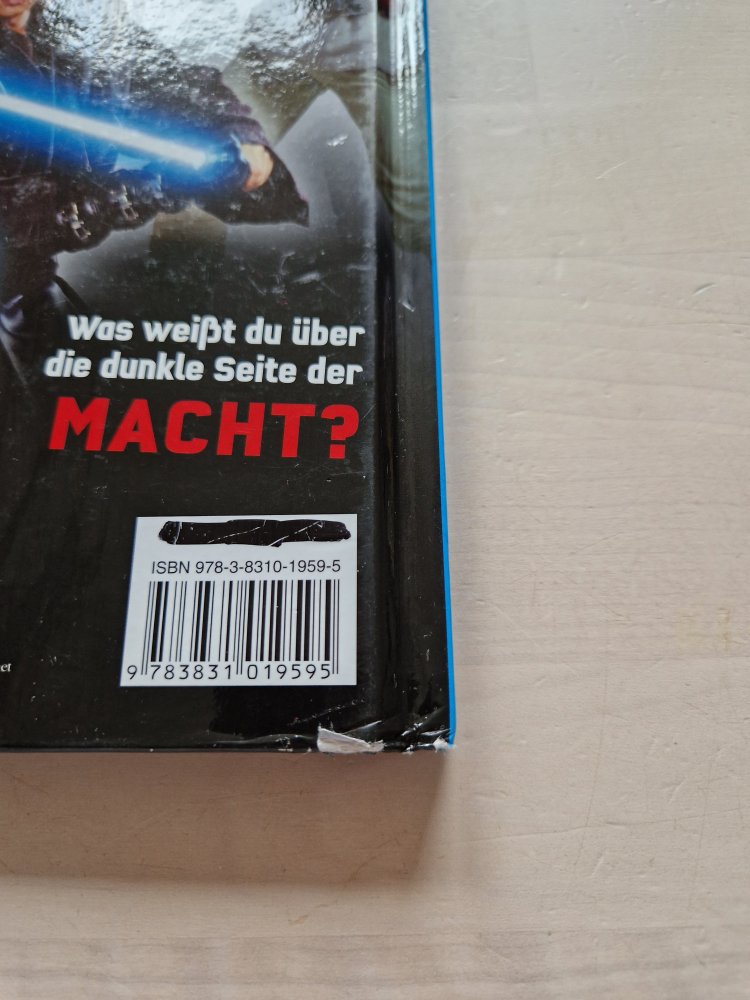 Was weißt du über
die dunkle Seite der
MACHT?
ISBN 978-3-8310-1959-5
9 783831 019595